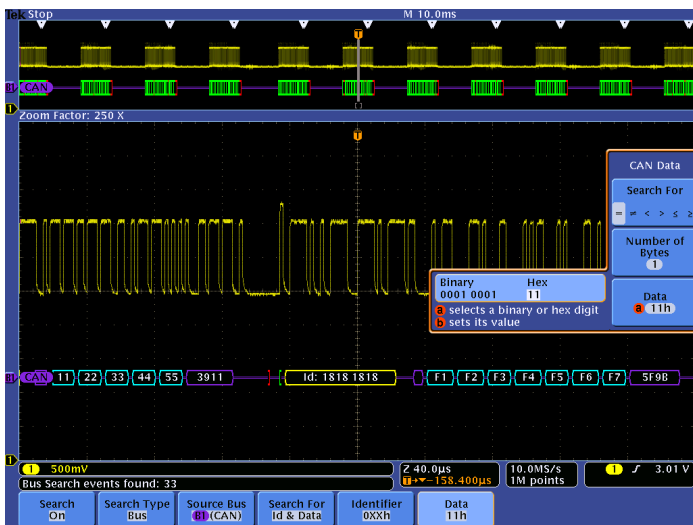 Tek Stop M 10.0ms
T
B1 CAN
1
Zoom Factor: 250 X
T
CAN Data
Search For
= ≠ < > ≤ ≥
Number of
Bytes
1
Data
a 11h
Binary Hex
0001 0001 11
a selects a binary or hex digit
b sets its value
B1 CAN 11 22 33 44 55 3911 Id: 1818 1818 F1 F2 F3 F4 F5 F6 F7 5F9B
1
1 500mV
Z 40.0µs
T→▼−158.400µs
10.0MS/s
1M points
1 ∫ 3.01 V
Bus Search events found: 33
Search
On
Search Type
Bus
Source Bus
B1 (CAN)
Search For
Id & Data
Identifier
0XXh
Data
11h